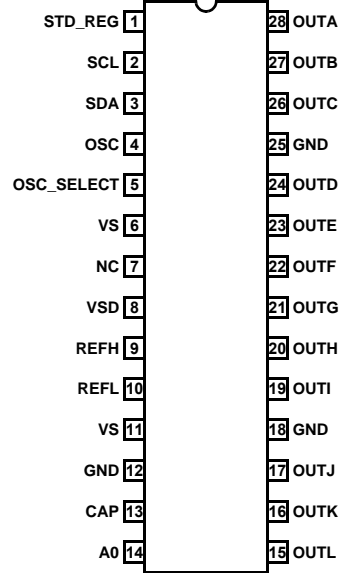 STD_REG 1 28 OUTA
SCL 2 27 OUTB
SDA 3 26 OUTC
OSC 4 25 GND
OSC_SELECT 5 24 OUTD
VS 6 23 OUTE
NC 7 22 OUTF
VSD 8 21 OUTG
REFH 9 20 OUTH
REFL 10 19 OUTI
VS 11 18 GND
GND 12 17 OUTJ
CAP 13 16 OUTK
A0 14 15 OUTL